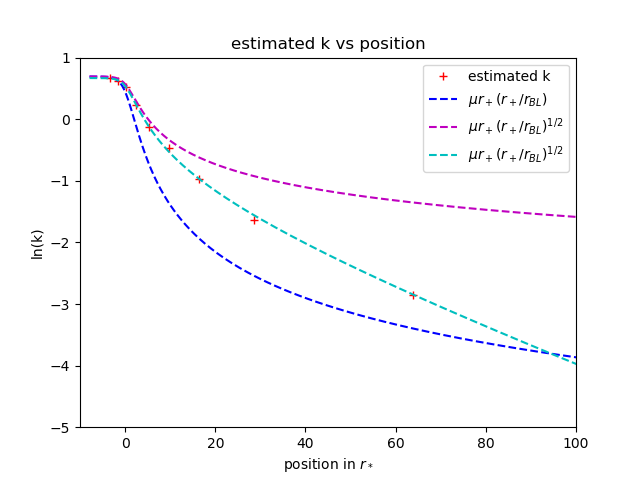 estimated k vs position
1
0
−1
−2
−3
−4
−5
ln(k)
estimated k
μr₊ (r₊/r_BL)
μr₊ (r₊/r_BL)^1/2
μr₊ (r₊/r_BL)^1/2
0 20 40 60 80 100
position in r_*